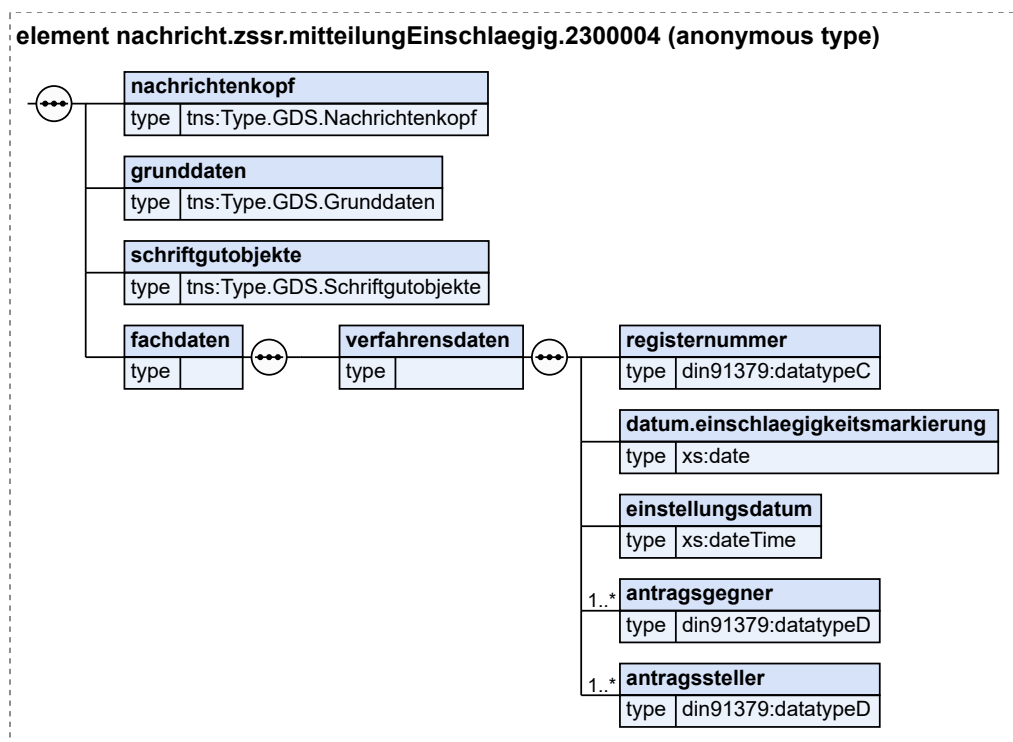 element nachricht.zssr.mitteilungEinschlaegig.2300004 (anonymous type)
nachrichtenkopf
type tns:Type.GDS.Nachrichtenkopf
grunddaten
type tns:Type.GDS.Grunddaten
schriftgutobjekte
type tns:Type.GDS.Schriftgutobjekte
fachdaten
type
verfahrensdaten
type
registernummer
type din91379:datatypeC
datum.einschlaegigkeitsmarkierung
type xs:date
einstellungsdatum
type xs:dateTime
1..* antragsgegner
type din91379:datatypeD
1..* antragssteller
type din91379:datatypeD